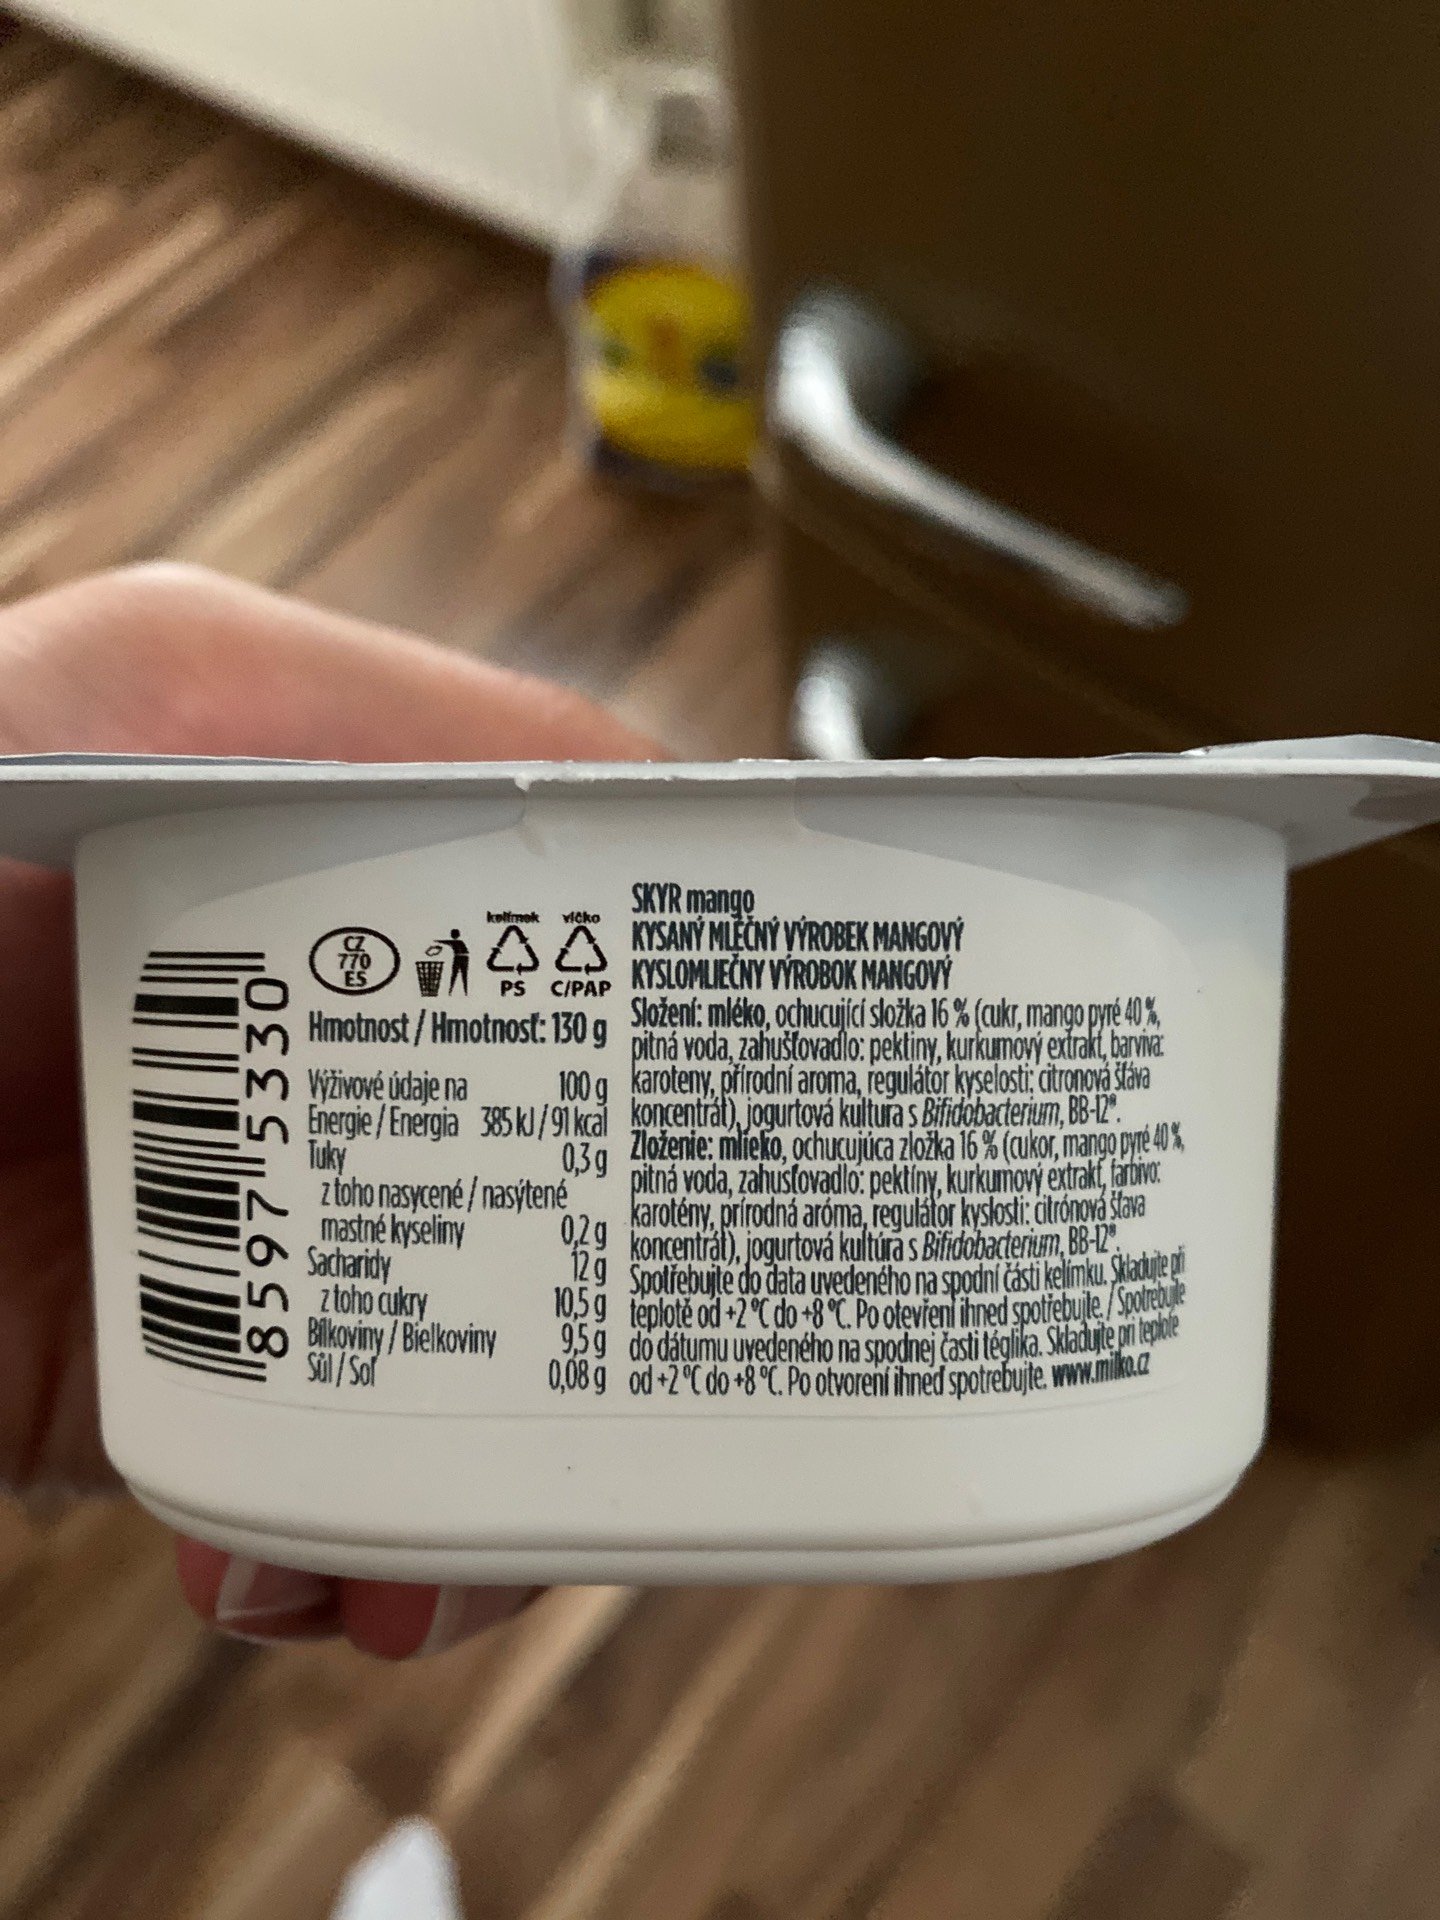 kelímek vlčko
CZ
770
ES
PS C/PAP
Hmotnost / Hmotnosť: 130 g
Výživové údaje na 100 g
Energie / Energia 385 kJ / 91 kcal
Tuky 0,3 g
z toho nasycené / nasýtené
mastné kyseliny 0,2 g
Sacharidy 12 g
z toho cukry 10,5 g
Bílkoviny / Bielkoviny 9,5 g
Sůl / Soľ 0,08 g
8597 5330
SKYR mango
KYSANÝ MLÉČNÝ VÝROBEK MANGOVÝ
KYSLOMLIEČNY VÝROBOK MANGOVÝ
Složení: mléko, ochucující složka 16 % (cukr, mango pyré 40 %,
pitná voda, zahušťovadlo: pektiny, kurkumový extrakt, barviva:
karoteny, přírodní aroma, regulátor kyselosti: citronová šťáva
koncentrát), jogurtová kultura s Bifidobacterium, BB-12®.
Zloženie: mlieko, ochucujúca zložka 16 % (cukor, mango pyré 40 %,
pitná voda, zahusťovadlo: pektíny, kurkumový extrakt, farbivo:
karotény, prírodná aróma, regulátor kyslosti: citrónová šťava
koncentrát), jogurtová kultúra s Bifidobacterium, BB-12®.
Spotřebujte do data uvedeného na spodní části kelímku. Skladujte při
teplotě od +2 °C do +8 °C. Po otevření ihned spotřebujte. / Spotrebujte
do dátumu uvedeného na spodnej časti téglika. Skladujte pri teplote
od +2 °C do +8 °C. Po otvorení ihneď spotrebujte. www.milko.cz